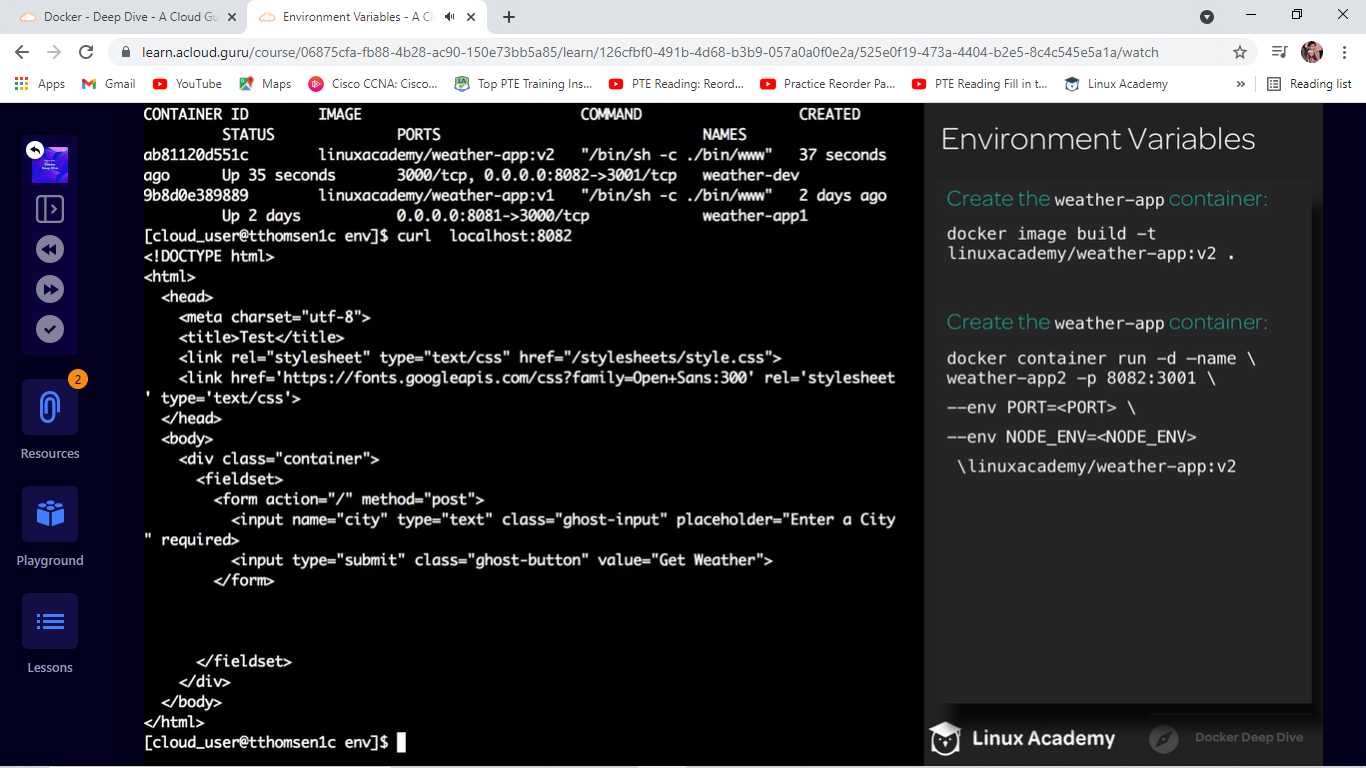 Docker - Deep Dive - A Cloud Gu
Environment Variables - A Cl
learn.acloud.guru/course/06875cfa-fb88-4b28-ac90-150e73bb5a85/learn/126cfbf0-491b-4d68-b3b9-057a0a0f0e2a/525e0f19-473a-4404-b2e5-8c4c545e5a1a/watch
Apps Gmail YouTube Maps Cisco CCNA: Cisco... Top PTE Training Ins... PTE Reading: Reord... Practice Reorder Pa... PTE Reading Fill in t... Linux Academy » Reading list
2
Resources
Playground
Lessons
CONTAINER ID IMAGE COMMAND CREATED
STATUS PORTS NAMES
ab81120d551c linuxacademy/weather-app:v2 "/bin/sh -c ./bin/www" 37 seconds
ago Up 35 seconds 3000/tcp, 0.0.0.0:8082->3001/tcp weather-dev
9b8d0e389889 linuxacademy/weather-app:v1 "/bin/sh -c ./bin/www" 2 days ago
Up 2 days 0.0.0.0:8081->3000/tcp weather-app1
[cloud_user@tthomsen1c env]$ curl localhost:8082
<!DOCTYPE html>
<html>
<head>
<meta charset="utf-8">
<title>Test</title>
<link rel="stylesheet" type="text/css" href="/stylesheets/style.css">
<link href='https://fonts.googleapis.com/css?family=Open+Sans:300' rel='stylesheet
' type='text/css'>
</head>
<body>
<div class="container">
<fieldset>
<form action="/" method="post">
<input name="city" type="text" class="ghost-input" placeholder="Enter a City
" required>
<input type="submit" class="ghost-button" value="Get Weather">
</form>
</fieldset>
</div>
</body>
</html>
[cloud_user@tthomsen1c env]$
Environment Variables
Create the weather-app container:
docker image build -t
linuxacademy/weather-app:v2 .
Create the weather-app container:
docker container run -d —name \
weather-app2 -p 8082:3001 \
--env PORT=<PORT> \
--env NODE_ENV=<NODE_ENV>
\linuxacademy/weather-app:v2
Linux Academy
Docker Deep Dive